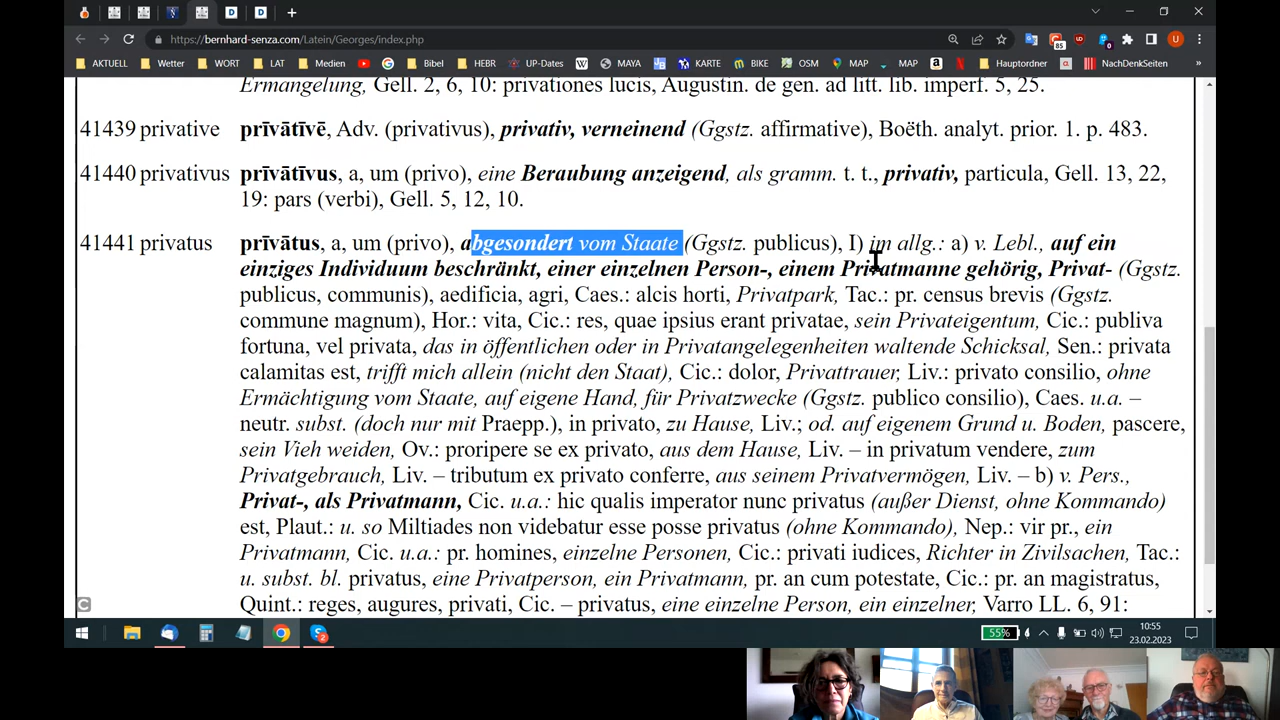 https://bernhard-senza.com/Latein/Georges/index.php
AKTUELL Wetter WORT LAT Medien Bibel HEBR UP-Dates MAYA KARTE BIKE OSM MAP MAP Hauptordner NachDenkSeiten
Ermangelung, Gell. 2, 6, 10: privationes lucis, Augustin. de gen. ad litt. lib. imperf. 5, 25.
41439 privative prīvātīvē, Adv. (privativus), privativ, verneinend (Ggstz. affirmative), Boëth. analyt. prior. 1. p. 483.
41440 privativus prīvātīvus, a, um (privo), eine Beraubung anzeigend, als gramm. t. t., privativ, particula, Gell. 13, 22,
19: pars (verbi), Gell. 5, 12, 10.
41441 privatus prīvātus, a, um (privo), abgesondert vom Staate (Ggstz. publicus), I) im allg.: a) v. Lebl., auf ein
einziges Individuum beschränkt, einer einzelnen Person-, einem Privatmanne gehörig, Privat- (Ggstz.
publicus, communis), aedificia, agri, Caes.: alcis horti, Privatpark, Tac.: pr. census brevis (Ggstz.
commune magnum), Hor.: vita, Cic.: res, quae ipsius erant privatae, sein Privateigentum, Cic.: publiva
fortuna, vel privata, das in öffentlichen oder in Privatangelegenheiten waltende Schicksal, Sen.: privata
calamitas est, trifft mich allein (nicht den Staat), Cic.: dolor, Privattrauer, Liv.: privato consilio, ohne
Ermächtigung vom Staate, auf eigene Hand, für Privatzwecke (Ggstz. publico consilio), Caes. u.a. –
neutr. subst. (doch nur mit Praepp.), in privato, zu Hause, Liv.; od. auf eigenem Grund u. Boden, pascere,
sein Vieh weiden, Ov.: proripere se ex privato, aus dem Hause, Liv. – in privatum vendere, zum
Privatgebrauch, Liv. – tributum ex privato conferre, aus seinem Privatvermögen, Liv. – b) v. Pers.,
Privat-, als Privatmann, Cic. u.a.: hic qualis imperator nunc privatus (außer Dienst, ohne Kommando)
est, Plaut.: u. so Miltiades non videbatur esse posse privatus (ohne Kommando), Nep.: vir pr., ein
Privatmann, Cic. u.a.: pr. homines, einzelne Personen, Cic.: privati iudices, Richter in Zivilsachen, Tac.:
u. subst. bl. privatus, eine Privatperson, ein Privatmann, pr. an cum potestate, Cic.: pr. an magistratus,
Quint.: reges, augures, privati, Cic. – privatus, eine einzelne Person, ein einzelner, Varro LL. 6, 91:
55% 10:55
23.02.2023